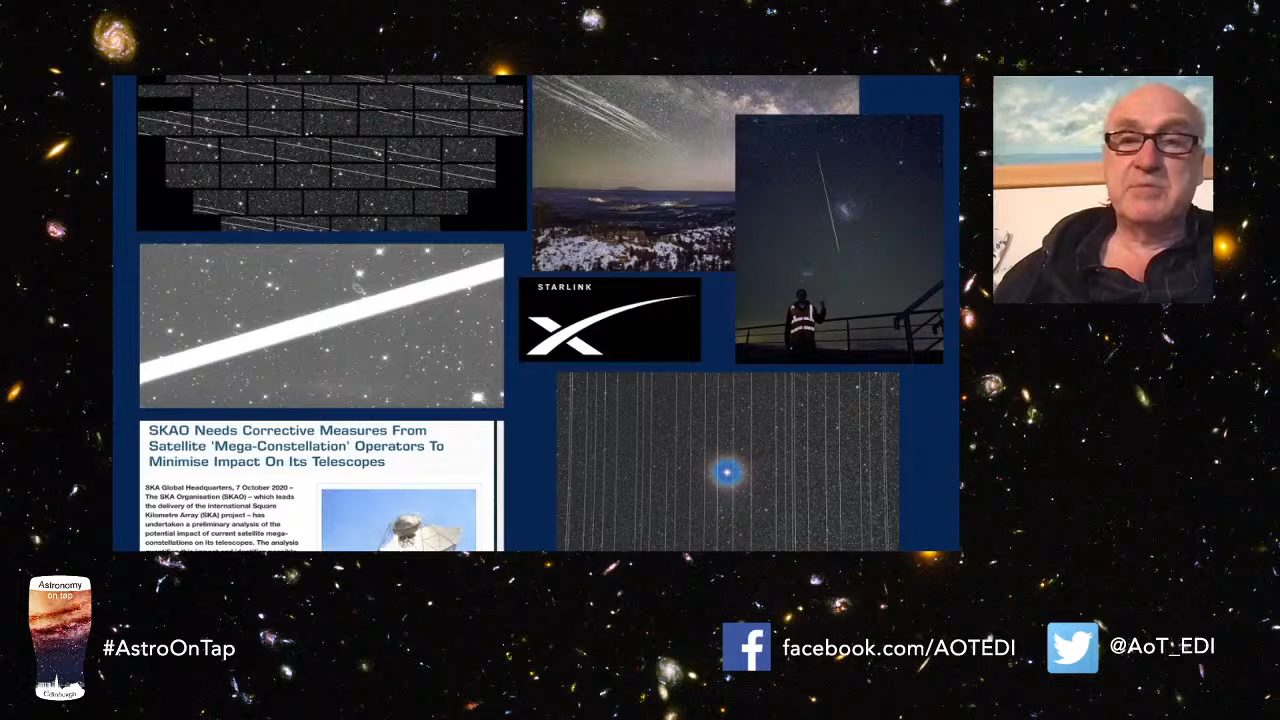 STARLINK
SKAO Needs Corrective Measures From
Satellite 'Mega-Constellation' Operators To
Minimise Impact On Its Telescopes
SKA Global Headquarters, 7 October 2020 –
The SKA Organisation (SKAO) – which leads
the delivery of the international Square
Kilometre Array (SKA) project – has
undertaken a preliminary analysis of the
potential impact of current satellite mega-
constellations on its telescopes. The analysis
Astronomy
on tap
Edinburgh
#AstroOnTap
facebook.com/AOTEDI
@AoT_EDI